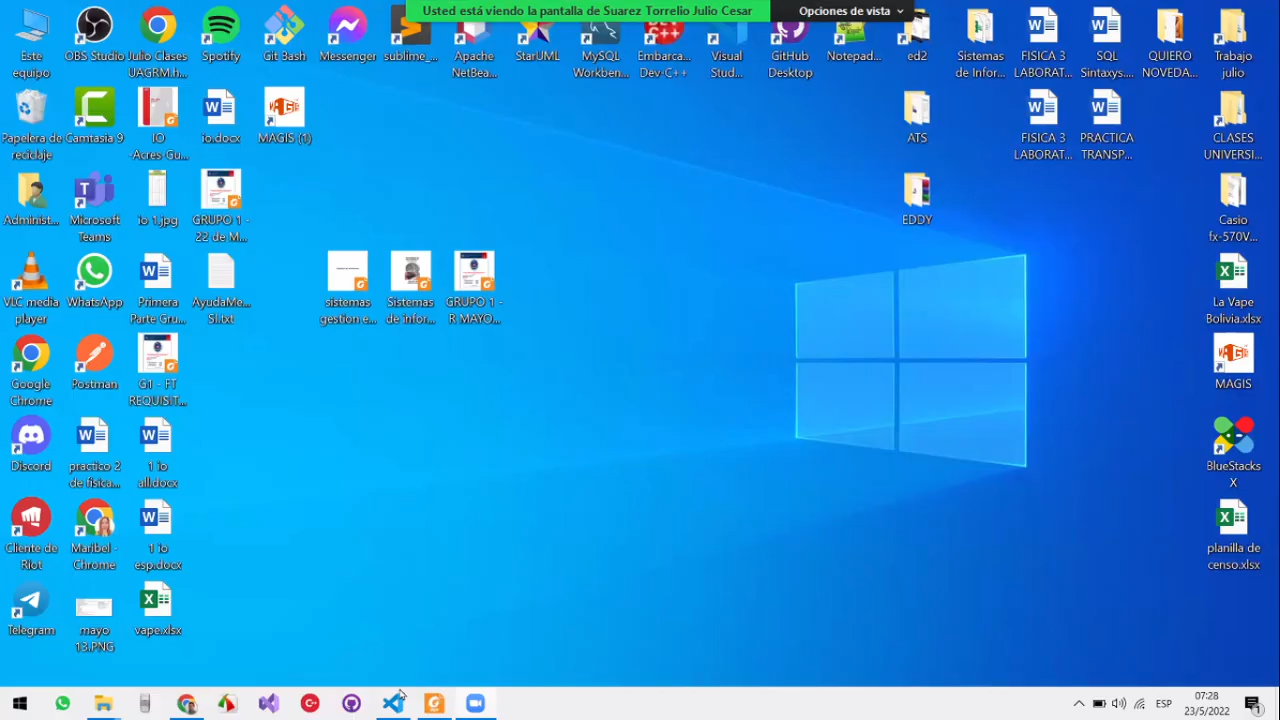 Usted está viendo la pantalla de Suarez Torrelio Julio Cesar
Opciones de vista
Este
equipo
OBS Studio
Julio Clases
UAGRM.h...
Spotify
Git Bash
Messenger
sublime_...
Apache
NetBea...
StarUML
MySQL
Workben...
Embarca...
Dev-C++
Visual
Stud...
GitHub
Desktop
Notepad...
ed2
Sistemas
de Infor...
FISICA 3
LABORAT...
SQL
Sintaxys....
QUIERO
NOVEDA...
Trabajo
julio
Papelera de
reciclaje
Camtasia 9
IO
-Acres-Gu...
io.docx
MAGIS (1)
ATS
FISICA 3
LABORAT...
PRACTICA
TRANSP...
CLASES
UNIVERSI...
Administ...
Microsoft
Teams
io 1.jpg
GRUPO 1 -
22 de M...
EDDY
Casio
fx-570V...
VLC media
player
WhatsApp
Primera
Parte Gru...
AyudaMe...
SI.txt
sistemas
gestion e...
Sistemas
de infor...
GRUPO 1 -
R MAYO...
La Vape
Bolivia.xlsx
Google
Chrome
Postman
G1 - FT
REQUISIT...
MAGIS
Discord
practico 2
de fisica...
1 io
all.docx
BlueStacks
X
Cliente de
Riot
Maribel -
Chrome
1 io
esp.docx
planilla de
censo.xlsx
Telegram
mayo
13.PNG
vape.xlsx
ESP
07:28
23/5/2022
1